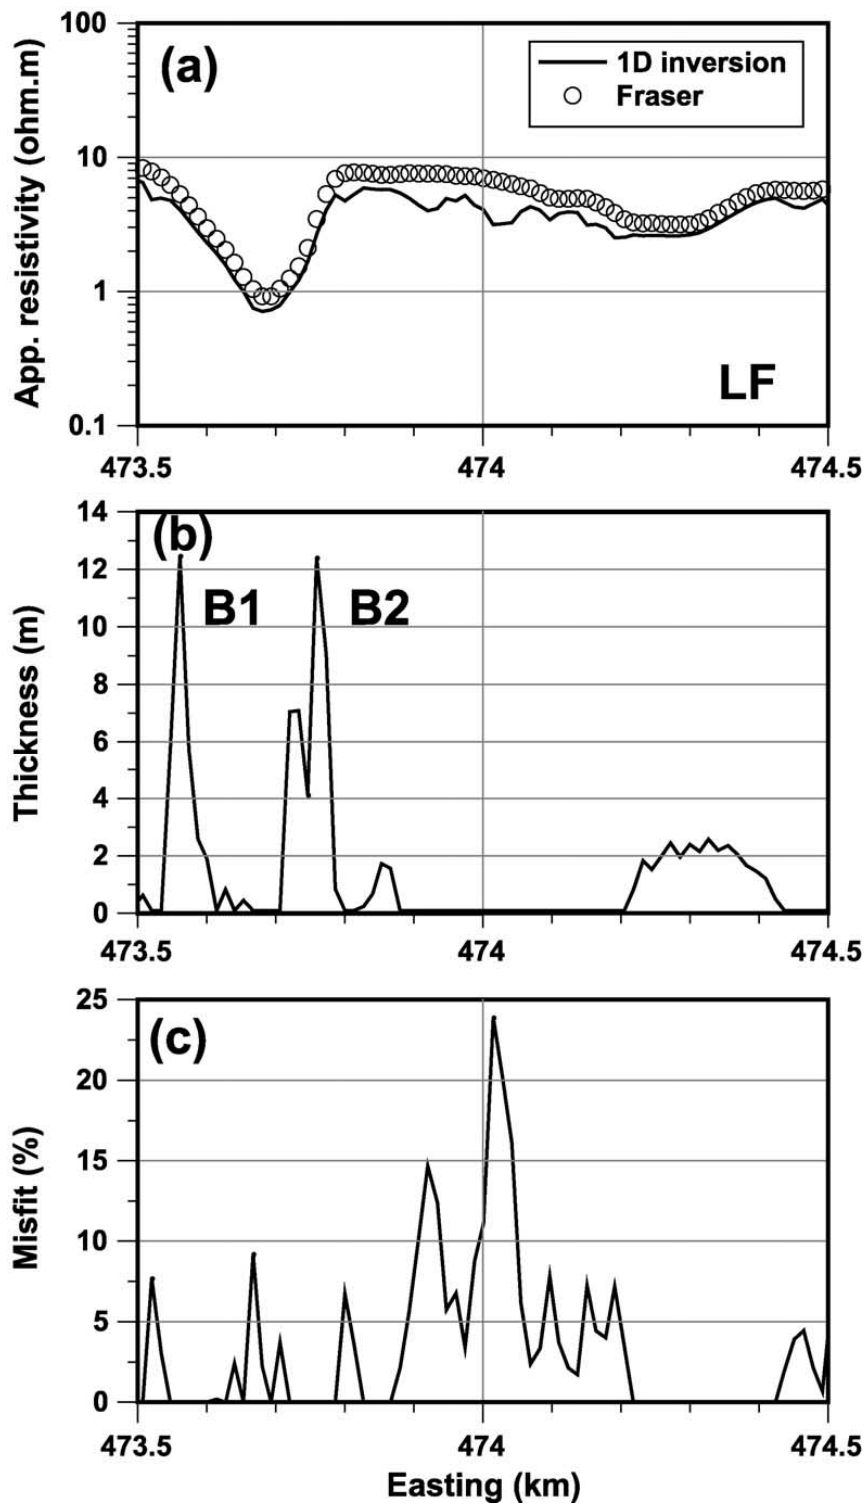 100
(a)
1D inversion
Fraser
10
App. resistivity (ohm.m)
1
LF
0.1
473.5 474 474.5
14
(b)
12
B1 B2
10
8
Thickness (m)
6
4
2
0
473.5 474 474.5
25
(c)
20
15
Misfit (%)
10
5
0
473.5 474 474.5
Easting (km)